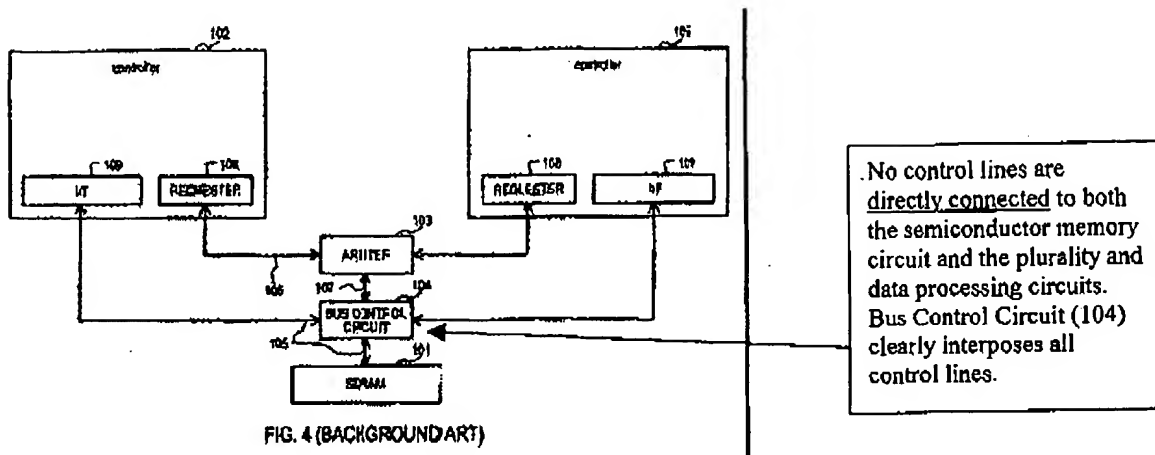 102
controller
109
I/F
108
REQUESTER
controller
108
REQUESTER
109
I/F
103
ARBITER
106
107
104
BUS CONTROL
CIRCUIT
105
101
SDRAM
FIG. 4 (BACKGROUND ART)
.No control lines are
directly connected to both
the semiconductor memory
circuit and the plurality and
data processing circuits.
Bus Control Circuit (104)
clearly interposes all
control lines.